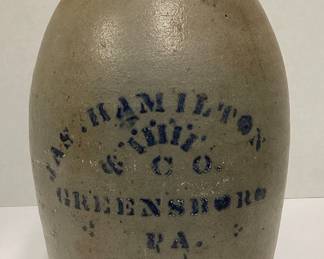 JAS. HAMILTON
& CO.
GREENSBORO
PA.